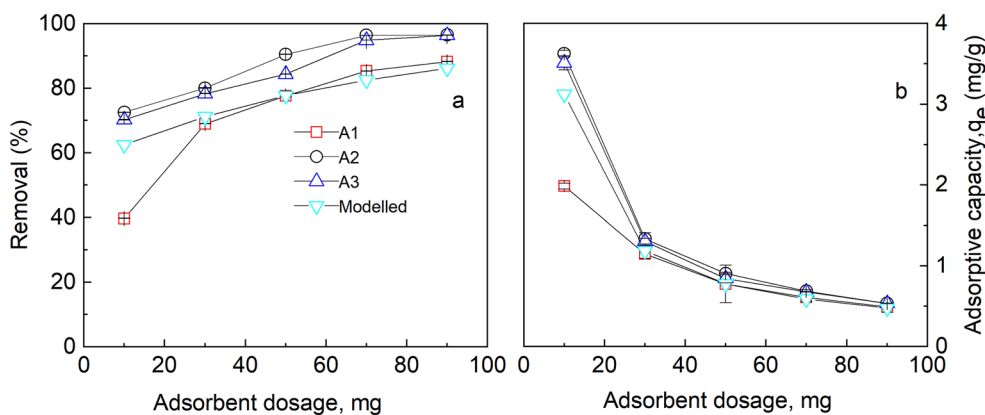 100
80
60
40
20
0
Removal (%)
a
A1
A2
A3
Modelled
0 20 40 60 80 100
Adsorbent dosage, mg
b
4
3
2
1
0
Adsorptive capacity,qe (mg/g)
0 20 40 60 80 100
Adsorbent dosage, mg